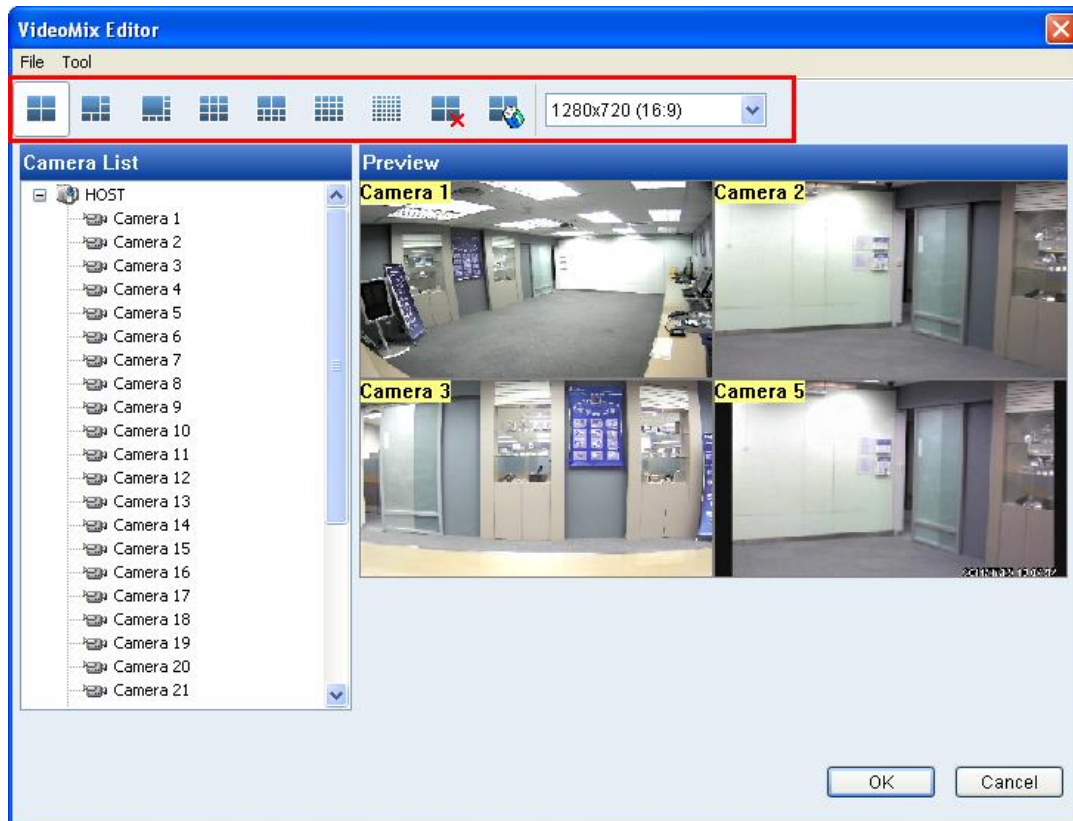 VideoMix Editor
File Tool
1280x720 (16:9)
Camera List
HOST
Camera 1
Camera 2
Camera 3
Camera 4
Camera 5
Camera 6
Camera 7
Camera 8
Camera 9
Camera 10
Camera 11
Camera 12
Camera 13
Camera 14
Camera 15
Camera 16
Camera 17
Camera 18
Camera 19
Camera 20
Camera 21
Preview
Camera 1
Camera 2
Camera 3
Camera 5
OK
Cancel